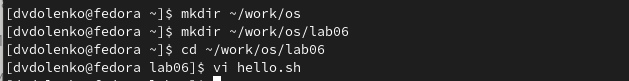 [dvdolenko@fedora ~]$ mkdir ~/work/os
[dvdolenko@fedora ~]$ mkdir ~/work/os/lab06
[dvdolenko@fedora ~]$ cd ~/work/os/lab06
[dvdolenko@fedora lab06]$ vi hello.sh